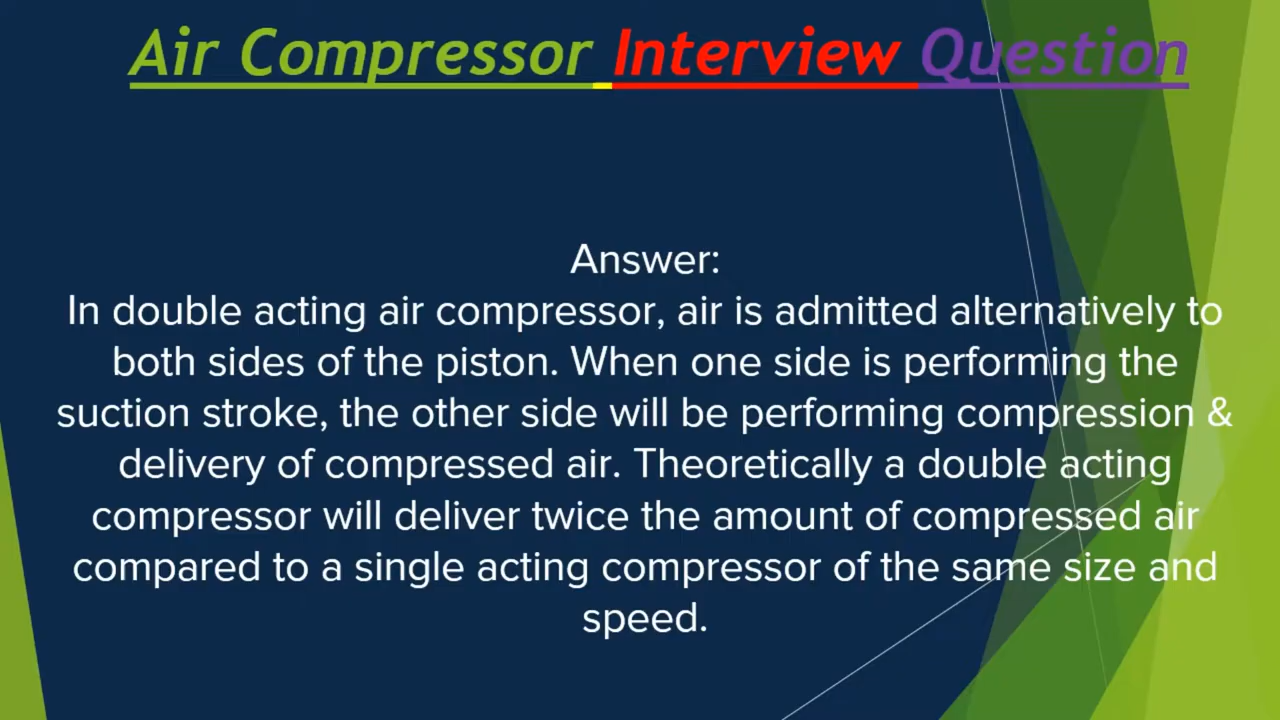 Air Compressor Interview Question
Answer:
In double acting air compressor, air is admitted alternatively to
both sides of the piston. When one side is performing the
suction stroke, the other side will be performing compression &
delivery of compressed air. Theoretically a double acting
compressor will deliver twice the amount of compressed air
compared to a single acting compressor of the same size and
speed.